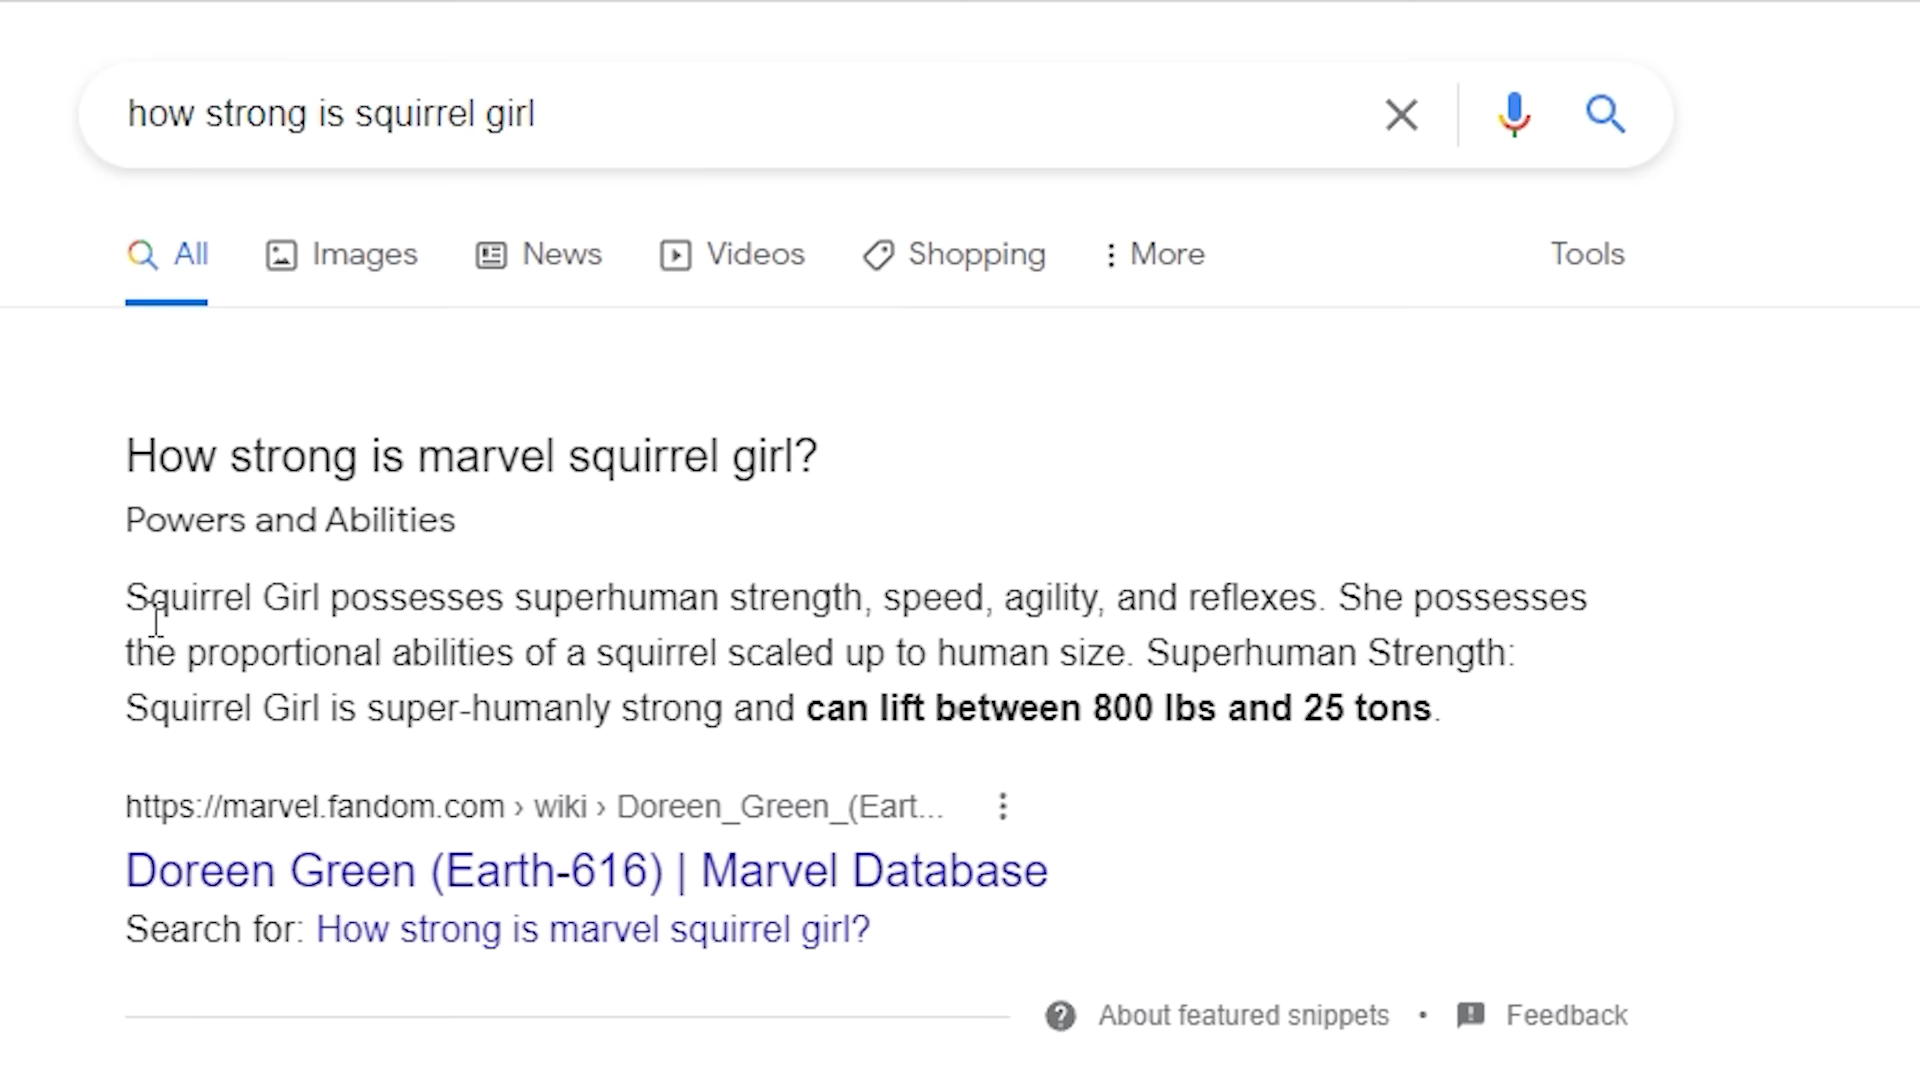 how strong is squirrel girl
All Images News Videos Shopping More Tools
How strong is marvel squirrel girl?
Powers and Abilities
Squirrel Girl possesses superhuman strength, speed, agility, and reflexes. She possesses
the proportional abilities of a squirrel scaled up to human size. Superhuman Strength:
Squirrel Girl is super-humanly strong and can lift between 800 lbs and 25 tons.
https://marvel.fandom.com › wiki › Doreen_Green_(Eart...
Doreen Green (Earth-616) | Marvel Database
Search for: How strong is marvel squirrel girl?
About featured snippets • Feedback